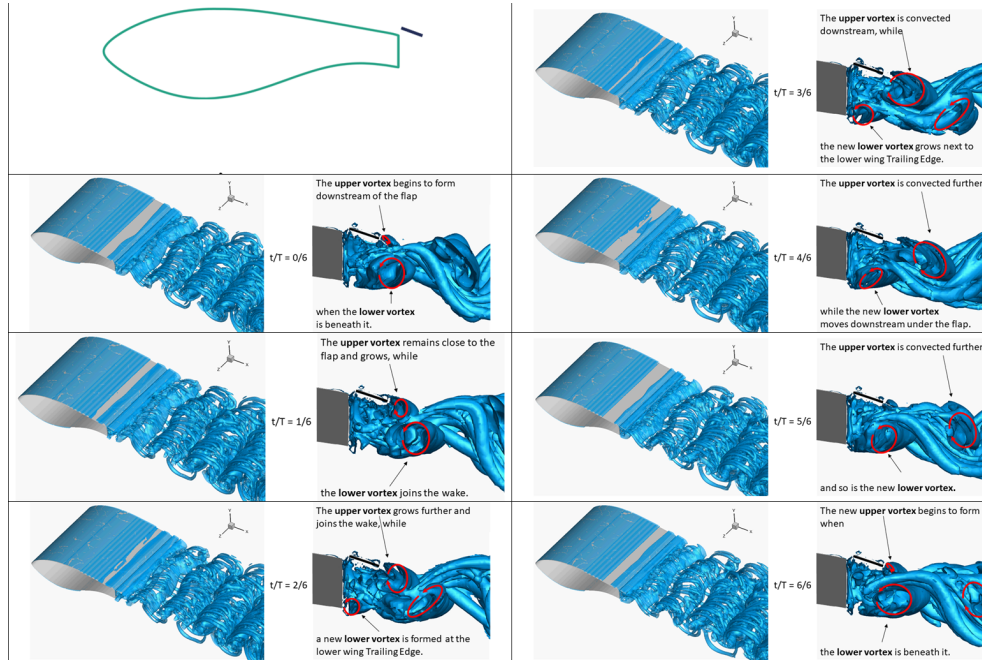 The upper vortex begins to form
downstream of the flap
t/T = 0/6
when the lower vortex
is beneath it.
The upper vortex remains close to the
flap and grows, while
t/T = 1/6
the lower vortex joins the wake.
The upper vortex grows further and
joins the wake, while
t/T = 2/6
a new lower vortex is formed at the
lower wing Trailing Edge.
The upper vortex is convected
downstream, while
t/T = 3/6
the new lower vortex grows next to
the lower wing Trailing Edge.
The upper vortex is convected further
t/T = 4/6
while the new lower vortex
moves downstream under the flap.
The upper vortex is convected further
t/T = 5/6
and so is the new lower vortex.
The new upper vortex begins to form
when
t/T = 6/6
the lower vortex is beneath it.